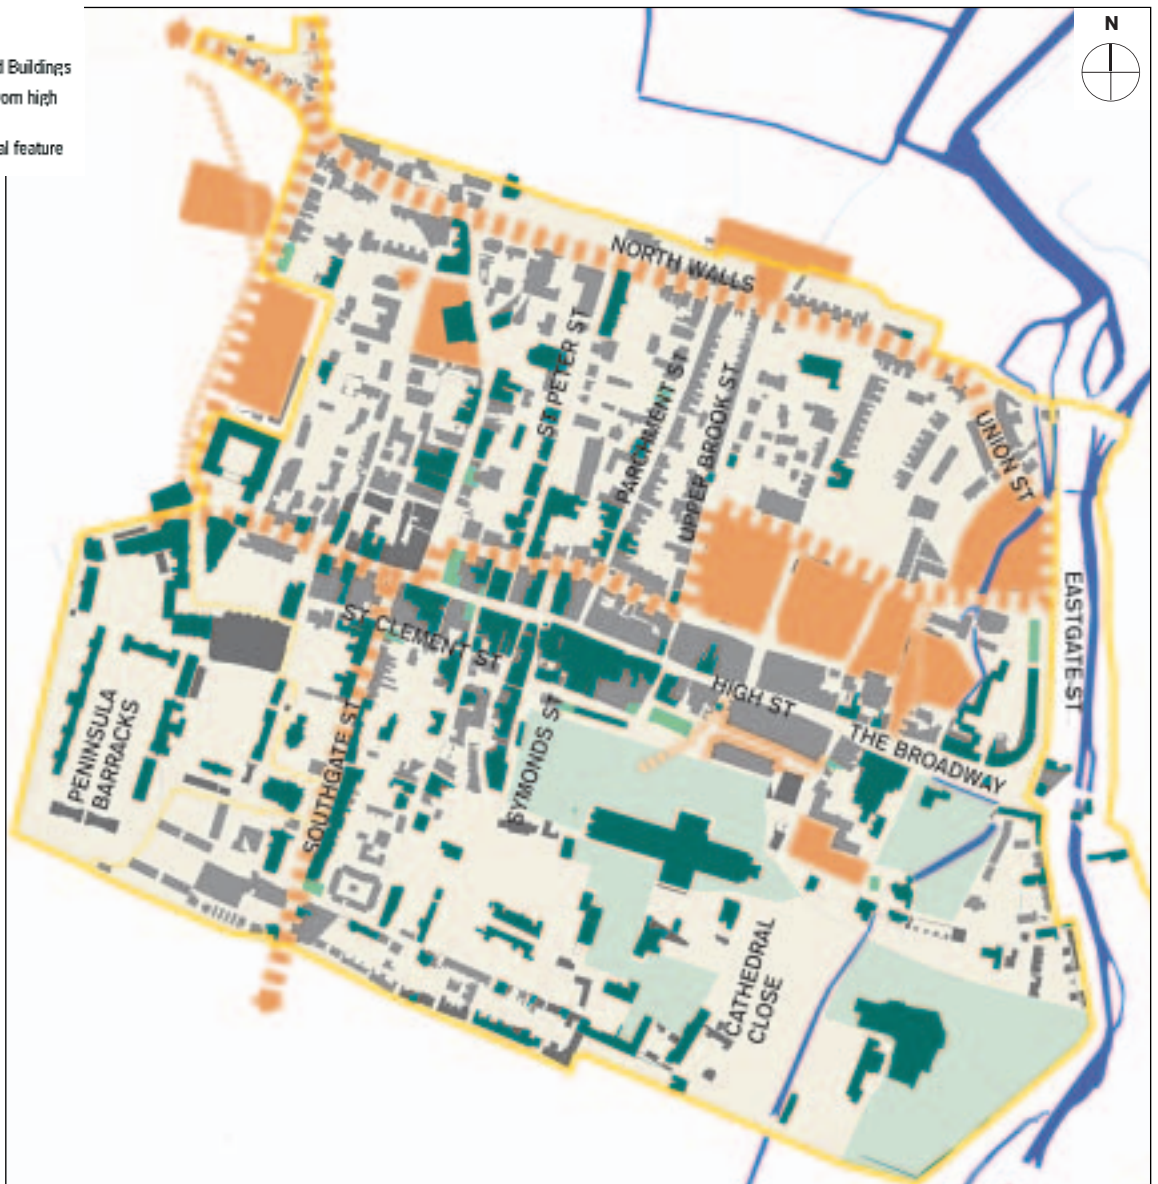 N
Buildings
om high
al feature
NORTH WALLS
ST PETER ST
PARCHMENT ST
UPPER BROOK ST
UNION ST
EASTGATE ST
ST CLEMENT ST
HIGH ST
THE BROADWAY
PENINSULA
BARRACKS
SOUTHGATE ST
SYMONDS ST
CATHEDRAL
CLOSE